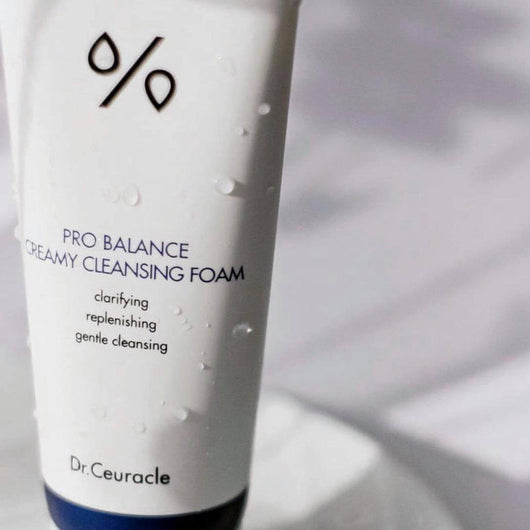 PRO BALANCE
CREAMY CLEANSING FOAM
clarifying
replenishing
gentle cleansing
Dr.Ceuracle